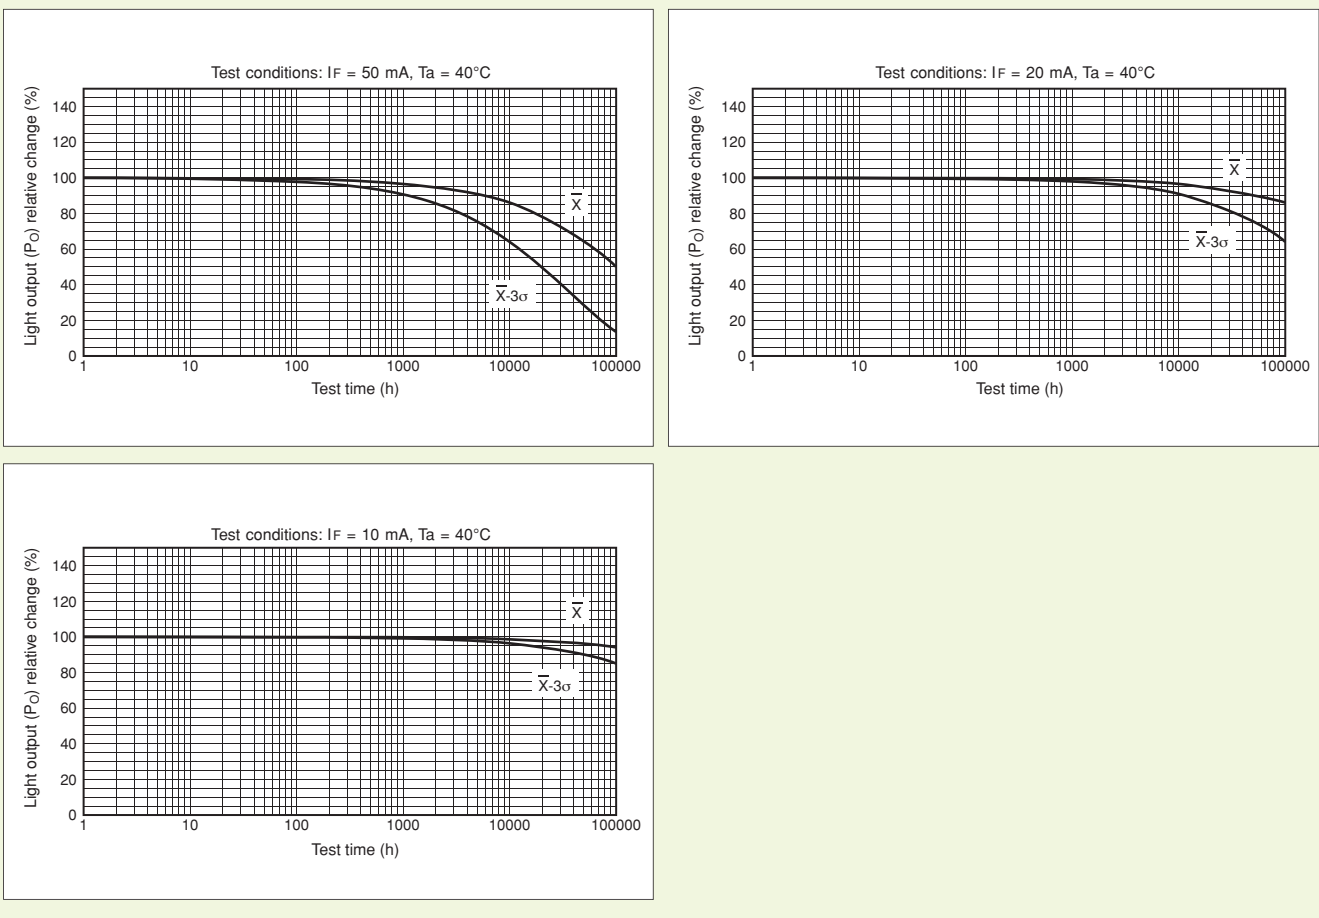 Test conditions: IF = 50 mA, Ta = 40°C
Light output (PO) relative change (%)
140
120
100
80
60
40
20
0
X̅
X̅-3σ
1 10 100 1000 10000 100000
Test time (h)
Test conditions: IF = 20 mA, Ta = 40°C
Light output (PO) relative change (%)
140
120
100
80
60
40
20
0
X̅
X̅-3σ
1 10 100 1000 10000 100000
Test time (h)
Test conditions: IF = 10 mA, Ta = 40°C
Light output (PO) relative change (%)
140
120
100
80
60
40
20
0
X̅
X̅-3σ
1 10 100 1000 10000 100000
Test time (h)